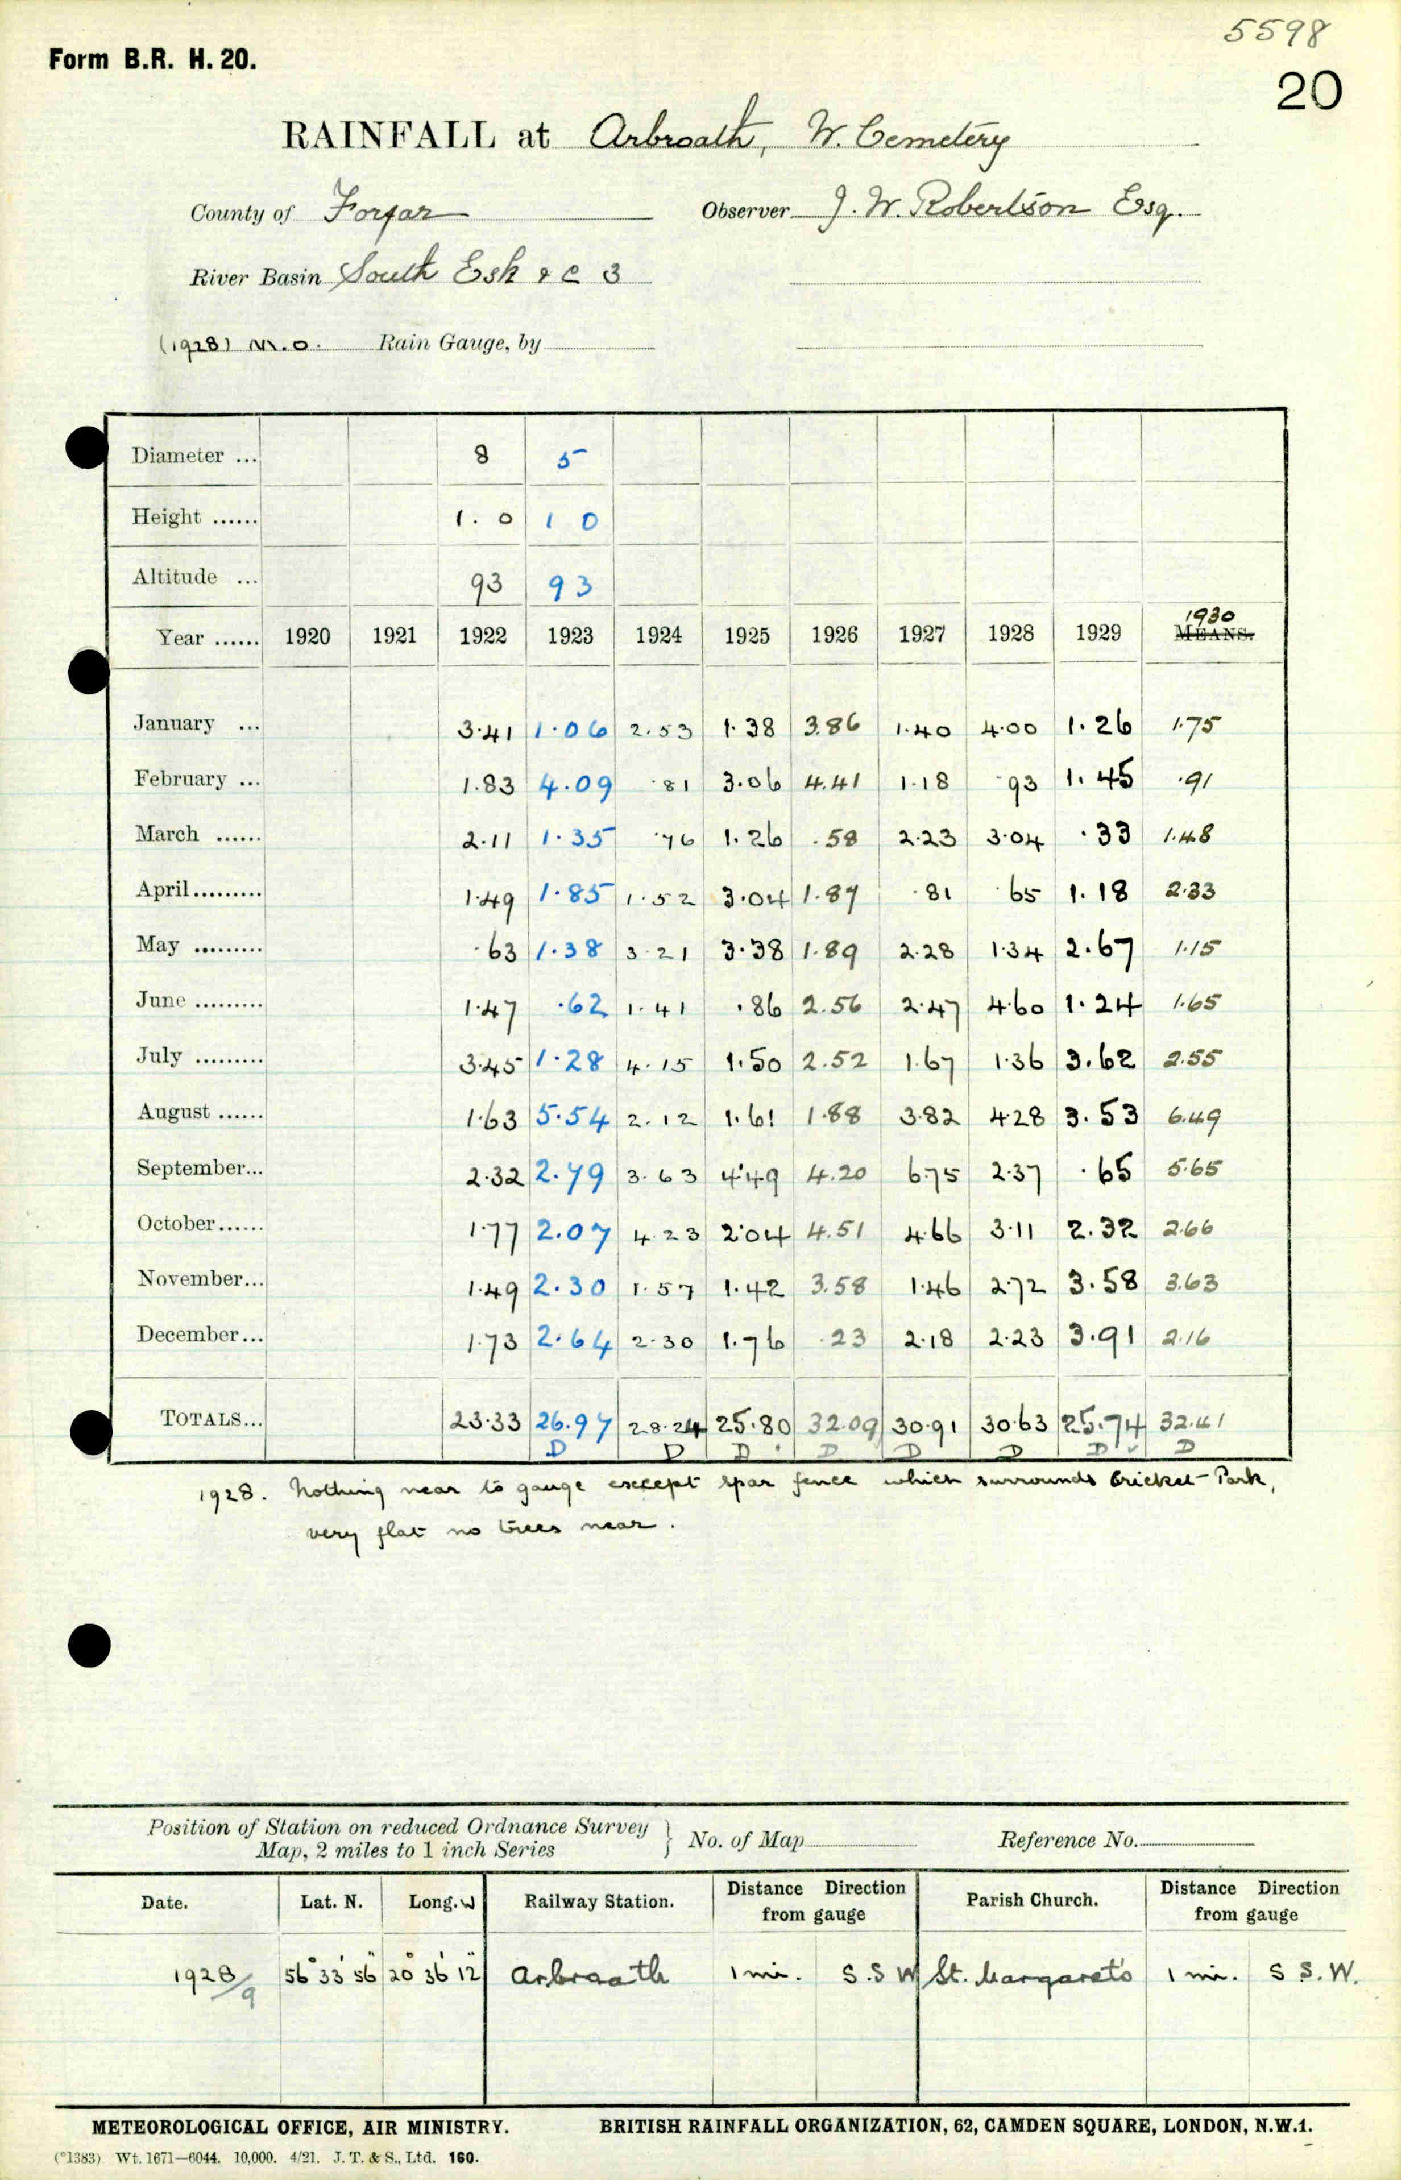 5598
Form B.R. H. 20.
20
RAINFALL at Arbroath, W. Cemetery
County of Forfar Observer J. W. Robertson Esq.
River Basin South Esk & c 3
(1928) M.O. Rain Gauge, by
Diameter ... 8 5
Height ...... 1. 0 1 0
Altitude ... 93 93
1930
Year ...... 1920 1921 1922 1923 1924 1925 1926 1927 1928 1929 MEANS.
January ... 3.41 1.06 2.53 1.38 3.86 1.40 4.00 1.26 1.75
February ... 1.83 4.09 .81 3.06 4.41 1.18 .93 1.45 .91
March ...... 2.11 1.35 .76 1.26 .58 2.23 3.04 .33 1.48
April......... 1.49 1.85 1.52 3.04 1.87 .81 .65 1.18 2.33
May ......... .63 1.38 3.21 3.38 1.89 2.28 1.34 2.67 1.15
June ......... 1.47 .62 1.41 .86 2.56 2.47 4.60 1.24 1.65
July ......... 3.45 1.28 4.15 1.50 2.52 1.67 1.36 3.62 2.55
August ...... 1.63 5.54 2.12 1.61 1.88 3.82 4.28 3.53 6.49
September... 2.32 2.79 3.63 4.49 4.20 6.75 2.37 .65 5.65
October...... 1.77 2.07 4.23 2.04 4.51 4.66 3.11 2.32 2.66
November... 1.49 2.30 1.57 1.42 3.58 1.46 2.72 3.58 3.63
December... 1.73 2.64 2.30 1.76 .23 2.18 2.23 3.91 2.16
TOTALS... 23.33 26.97 28.24 25.80 32.09 30.91 30.63 25.74 32.41
D D D D D D D D
1928. Nothing near to gauge except spar fence which surrounds Cricket-Park,
very flat no trees near.
Position of Station on reduced Ordnance Survey
Map, 2 miles to 1 inch Series } No. of Map Reference No.
Date. Lat. N. Long. W Railway Station. Distance Direction from gauge Parish Church. Distance Direction from gauge
1928/9 56° 33' 56" 20° 36' 12" Arbroath 1 mi. S.S W St. Margaret's 1 mi. S S.W.
METEOROLOGICAL OFFICE, AIR MINISTRY. BRITISH RAINFALL ORGANIZATION, 62, CAMDEN SQUARE, LONDON, N.W.1.
(*1383) Wt. 1671—6044. 10,000. 4/21. J. T. & S., Ltd. 160.